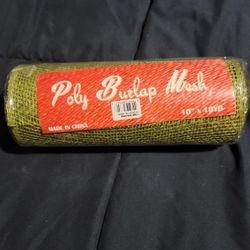 Poly Burlap Mesh
MADE IN CHINA
10" x 10YD